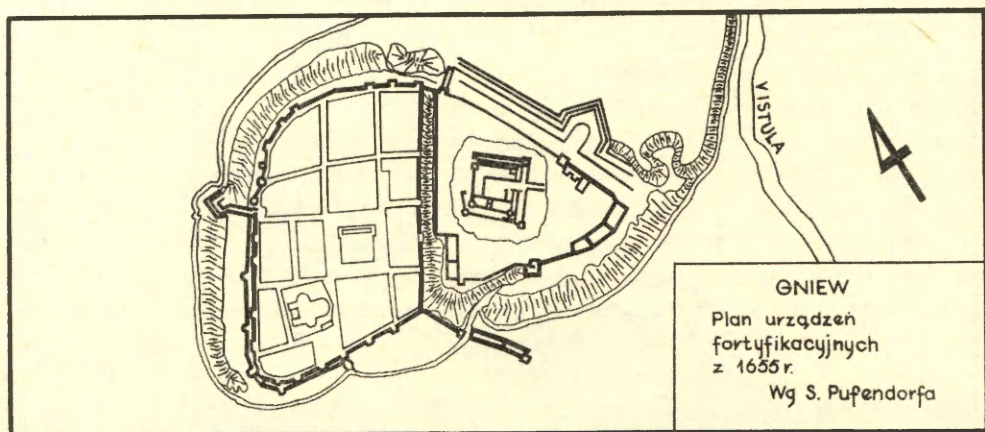 VISTULA
GNIEW
Plan urządzeń
fortyfikacyjnych
z 1655 r.
Wg S. Pufendorfa